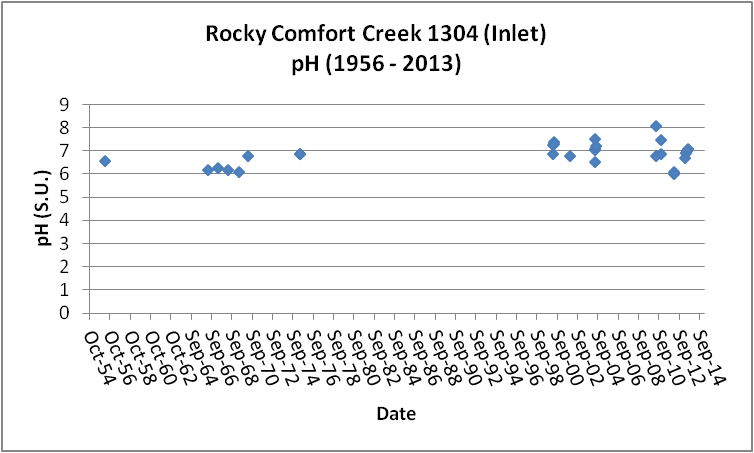 Rocky Comfort Creek 1304 (Inlet)
pH (1956 - 2013)
pH (S.U.)
9
8
7
6
5
4
3
2
1
0
Oct-54
Oct-56
Oct-58
Oct-60
Oct-62
Sep-64
Sep-66
Sep-68
Sep-70
Sep-72
Sep-74
Sep-76
Sep-78
Sep-80
Sep-82
Sep-84
Sep-86
Sep-88
Sep-90
Sep-92
Sep-94
Sep-96
Sep-98
Sep-00
Sep-02
Sep-04
Sep-06
Sep-08
Sep-10
Sep-12
Sep-14
Date